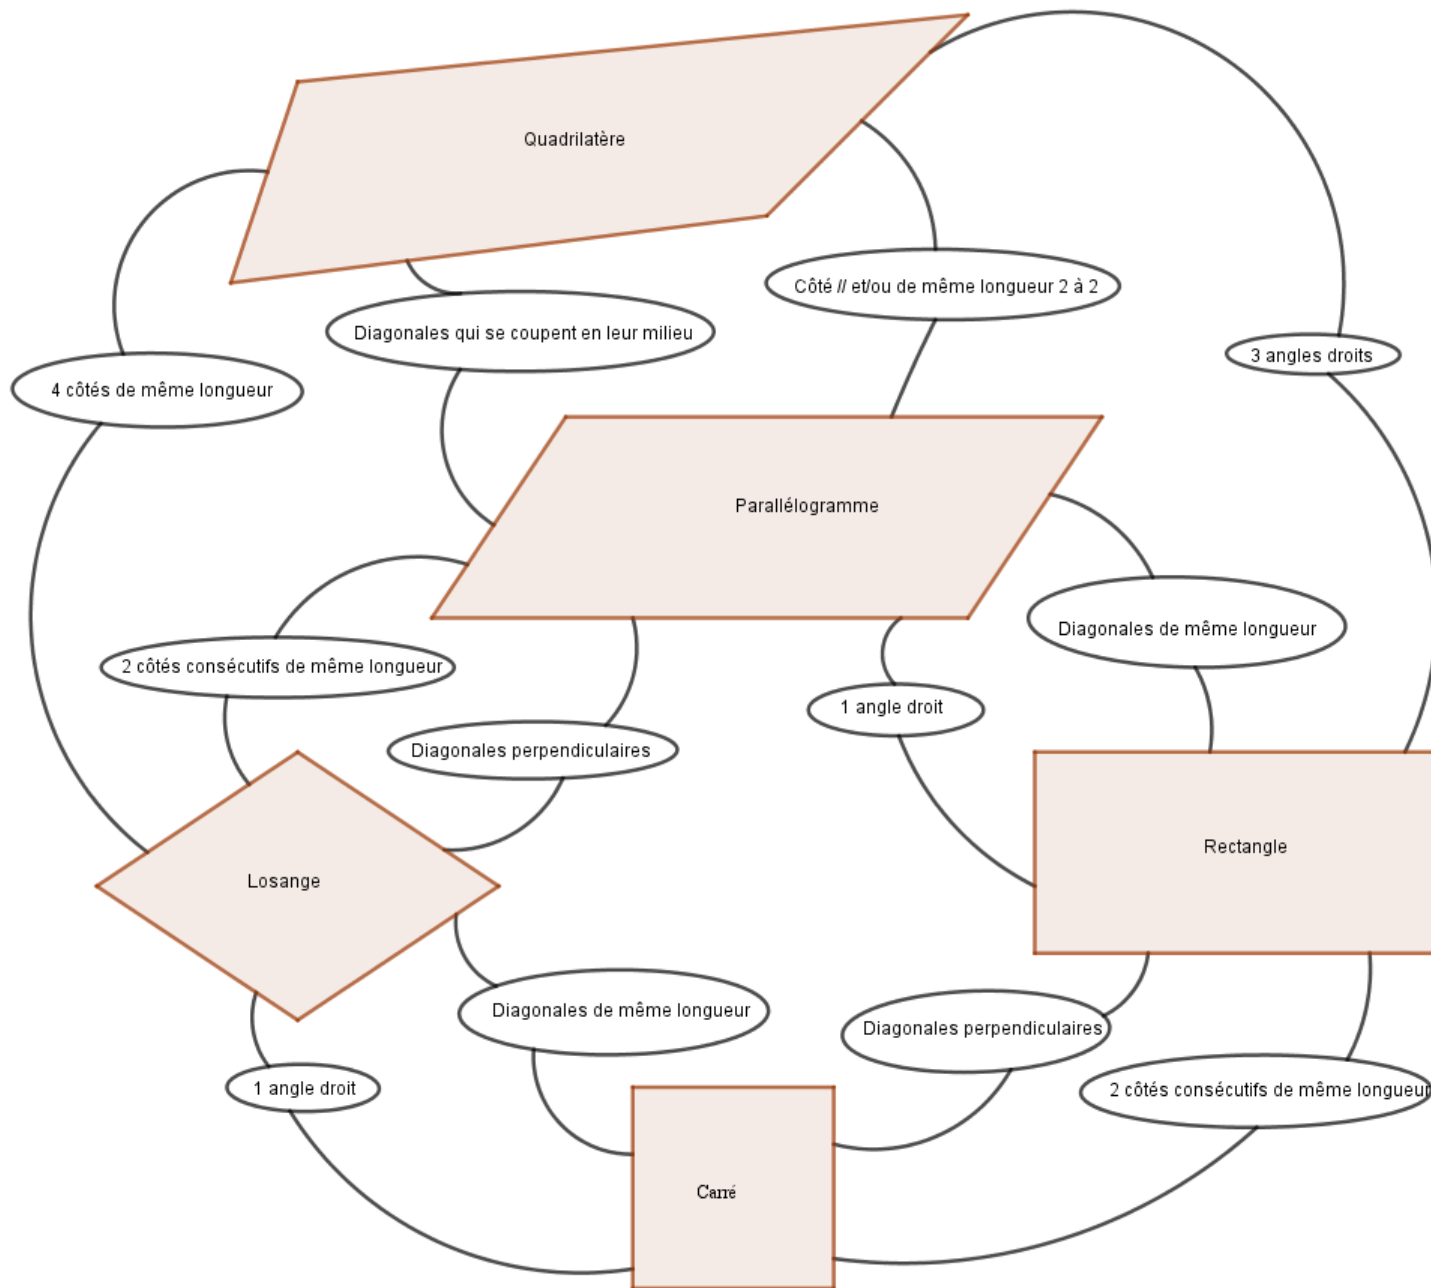 Quadrilatère
Côté // et/ou de même longueur 2 à 2
Diagonales qui se coupent en leur milieu
3 angles droits
4 côtés de même longueur
Parallélogramme
Diagonales de même longueur
2 côtés consécutifs de même longueur
1 angle droit
Diagonales perpendiculaires
Rectangle
Losange
Diagonales de même longueur
Diagonales perpendiculaires
1 angle droit
2 côtés consécutifs de même longueur
Carré